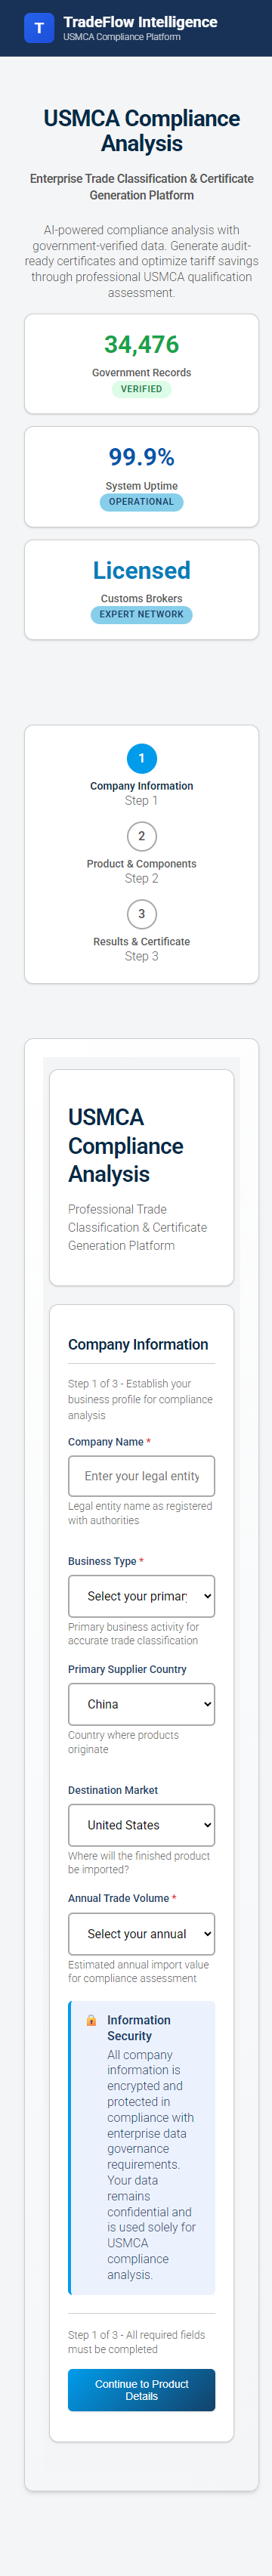 T
TradeFlow Intelligence
USMCA Compliance Platform
USMCA Compliance
Analysis
Enterprise Trade Classification & Certificate
Generation Platform
AI-powered compliance analysis with
government-verified data. Generate audit-
ready certificates and optimize tariff savings
through professional USMCA qualification
assessment.
34,476
Government Records
VERIFIED
99.9%
System Uptime
OPERATIONAL
Licensed
Customs Brokers
EXPERT NETWORK
1
Company Information
Step 1
2
Product & Components
Step 2
3
Results & Certificate
Step 3
USMCA
Compliance
Analysis
Professional Trade
Classification & Certificate
Generation Platform
Company Information
Step 1 of 3 - Establish your
business profile for compliance
analysis
Company Name *
Enter your legal entity
Legal entity name as registered
with authorities
Business Type *
Select your primar
Primary business activity for
accurate trade classification
Primary Supplier Country
China
Country where products
originate
Destination Market
United States
Where will the finished product
be imported?
Annual Trade Volume *
Select your annual
Estimated annual import value
for compliance assessment
Information
Security
All company
information is
encrypted and
protected in
compliance with
enterprise data
governance
requirements.
Your data
remains
confidential and
is used solely for
USMCA
compliance
analysis.
Step 1 of 3 - All required fields
must be completed
Continue to Product
Details